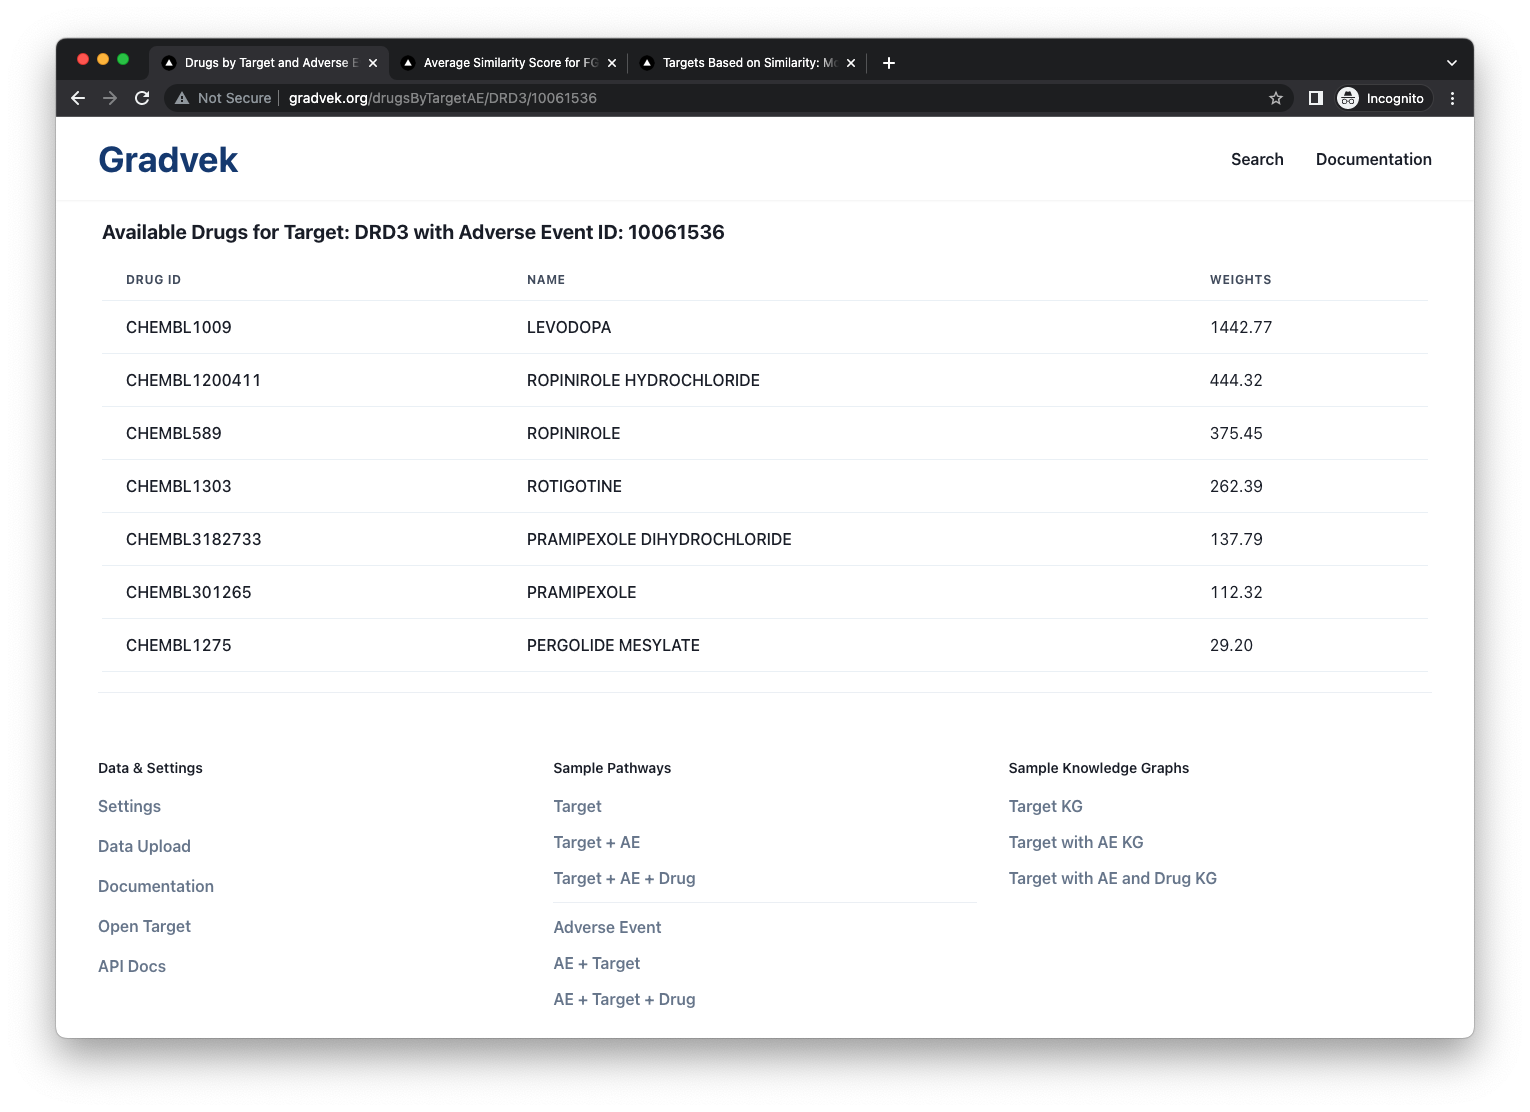 Drugs by Target and Adverse E
Average Similarity Score for FG
Targets Based on Similarity: Mo
Not Secure
gradvek.org/drugsByTargetAE/DRD3/10061536
Incognito
Gradvek
Search
Documentation
Available Drugs for Target: DRD3 with Adverse Event ID: 10061536
DRUG ID NAME WEIGHTS
CHEMBL1009 LEVODOPA 1442.77
CHEMBL1200411 ROPINIROLE HYDROCHLORIDE 444.32
CHEMBL589 ROPINIROLE 375.45
CHEMBL1303 ROTIGOTINE 262.39
CHEMBL3182733 PRAMIPEXOLE DIHYDROCHLORIDE 137.79
CHEMBL301265 PRAMIPEXOLE 112.32
CHEMBL1275 PERGOLIDE MESYLATE 29.20
Data & Settings
Settings
Data Upload
Documentation
Open Target
API Docs
Sample Pathways
Target
Target + AE
Target + AE + Drug
Adverse Event
AE + Target
AE + Target + Drug
Sample Knowledge Graphs
Target KG
Target with AE KG
Target with AE and Drug KG